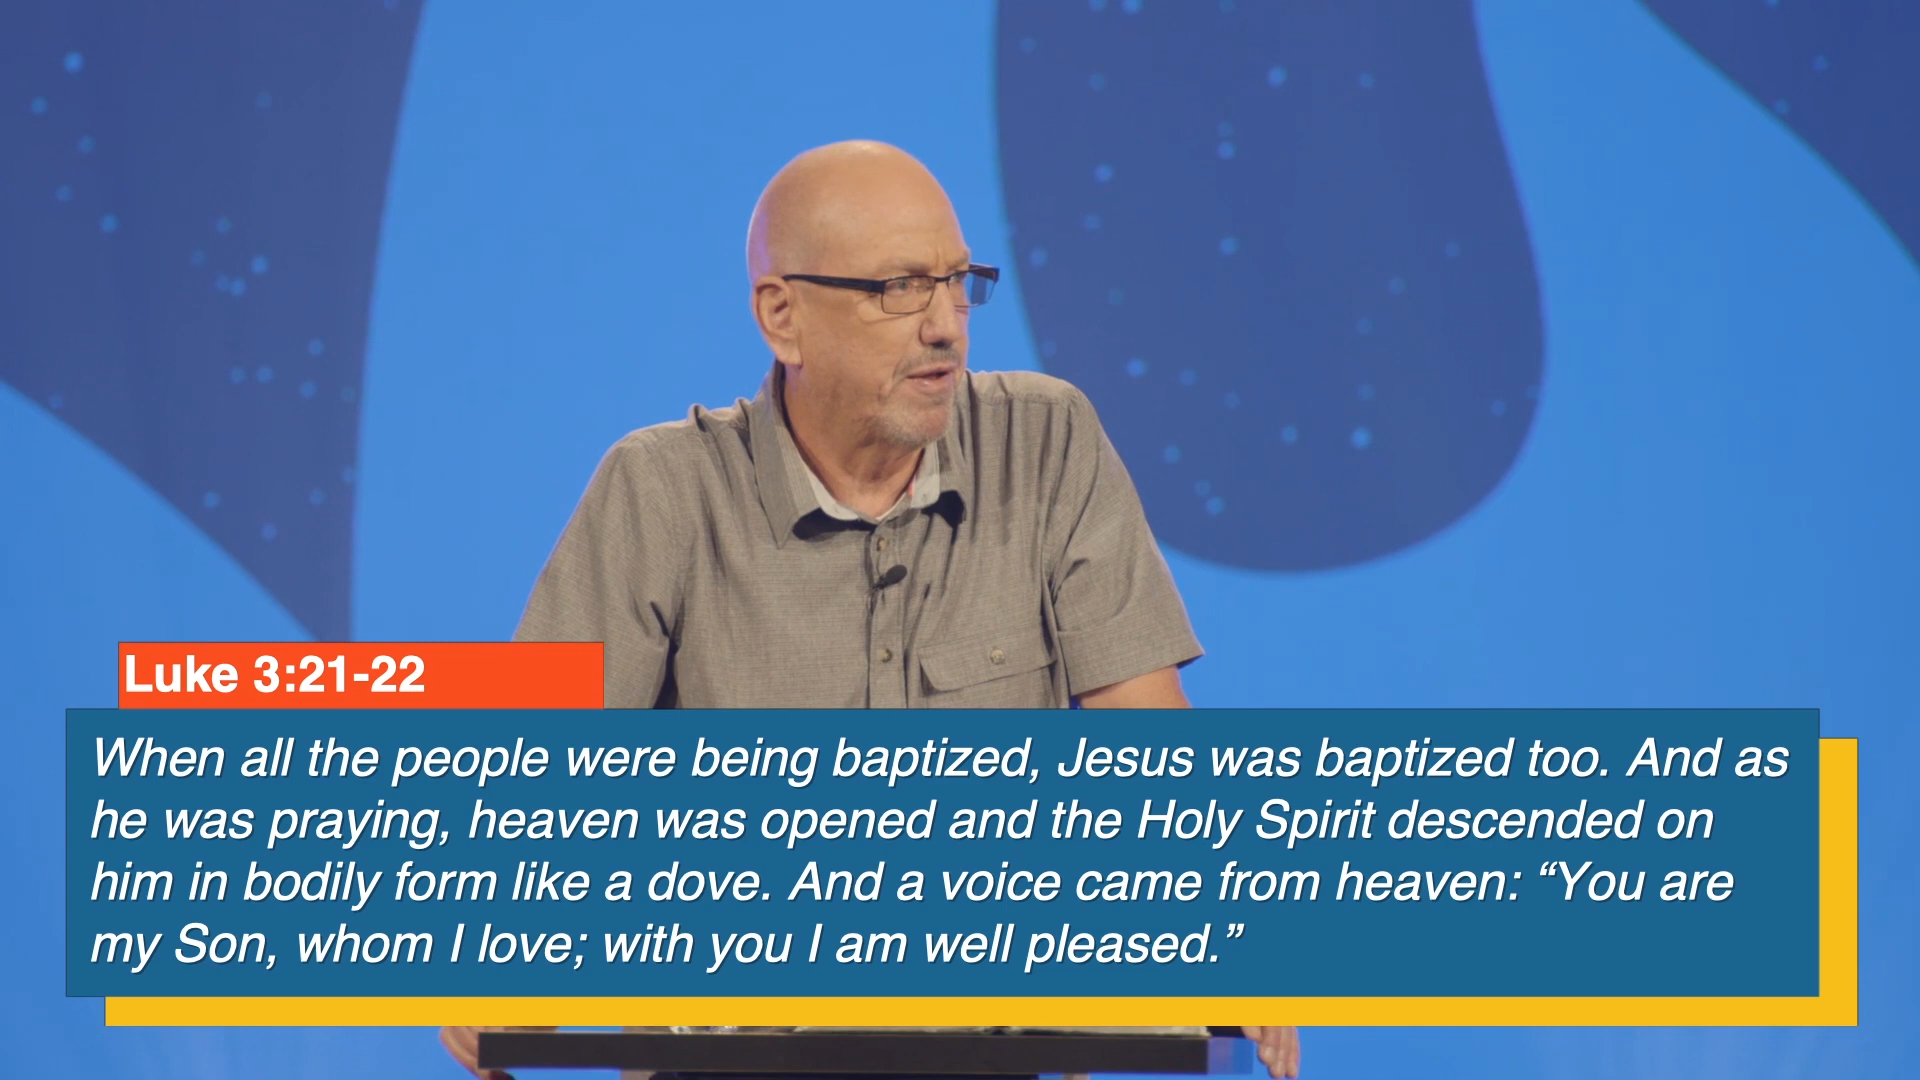 Luke 3:21-22
When all the people were being baptized, Jesus was baptized too. And as
he was praying, heaven was opened and the Holy Spirit descended on
him in bodily form like a dove. And a voice came from heaven: “You are
my Son, whom I love; with you I am well pleased.”